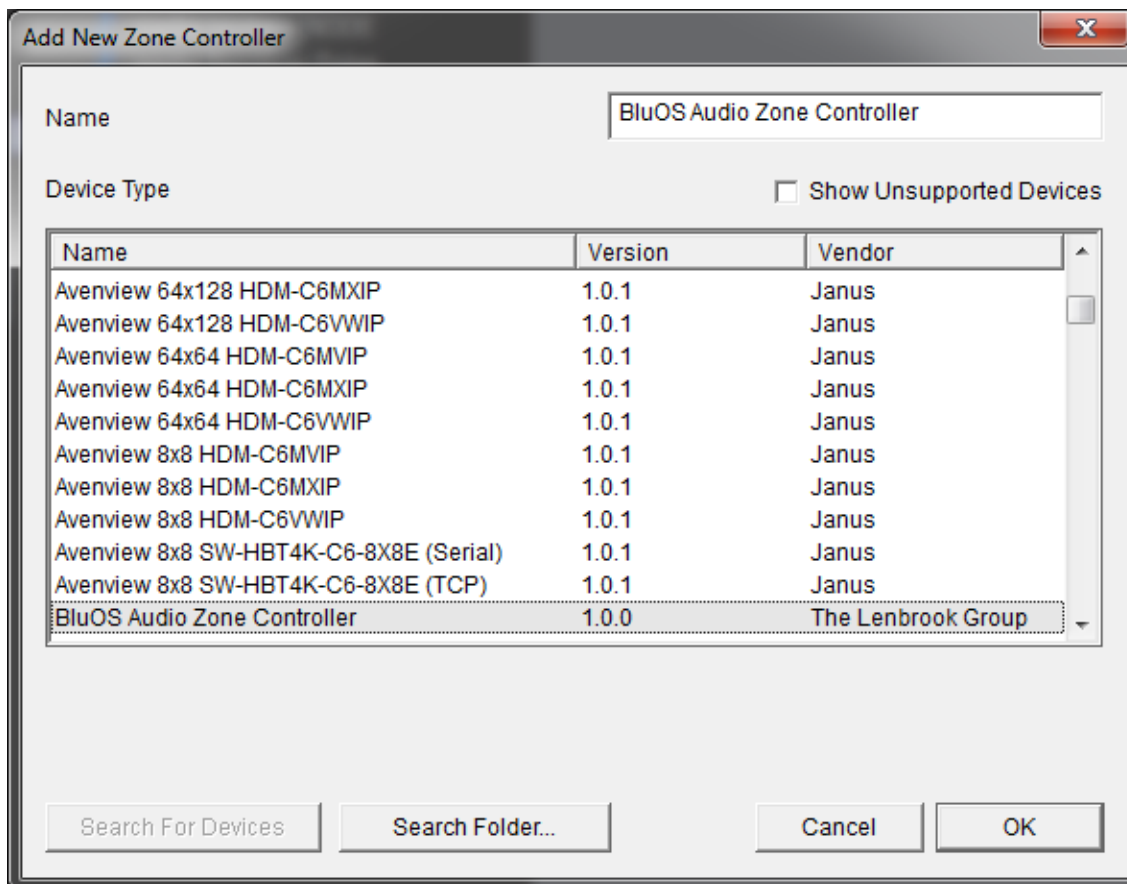 Add New Zone Controller
Name
BluOS Audio Zone Controller
Device Type
Show Unsupported Devices
Name Version Vendor
Avenview 64x128 HDM-C6MXIP 1.0.1 Janus
Avenview 64x128 HDM-C6VWIP 1.0.1 Janus
Avenview 64x64 HDM-C6MVIP 1.0.1 Janus
Avenview 64x64 HDM-C6MXIP 1.0.1 Janus
Avenview 64x64 HDM-C6VWIP 1.0.1 Janus
Avenview 8x8 HDM-C6MVIP 1.0.1 Janus
Avenview 8x8 HDM-C6MXIP 1.0.1 Janus
Avenview 8x8 HDM-C6VWIP 1.0.1 Janus
Avenview 8x8 SW-HBT4K-C6-8X8E (Serial) 1.0.1 Janus
Avenview 8x8 SW-HBT4K-C6-8X8E (TCP) 1.0.1 Janus
BluOS Audio Zone Controller 1.0.0 The Lenbrook Group
Search For Devices Search Folder... Cancel OK